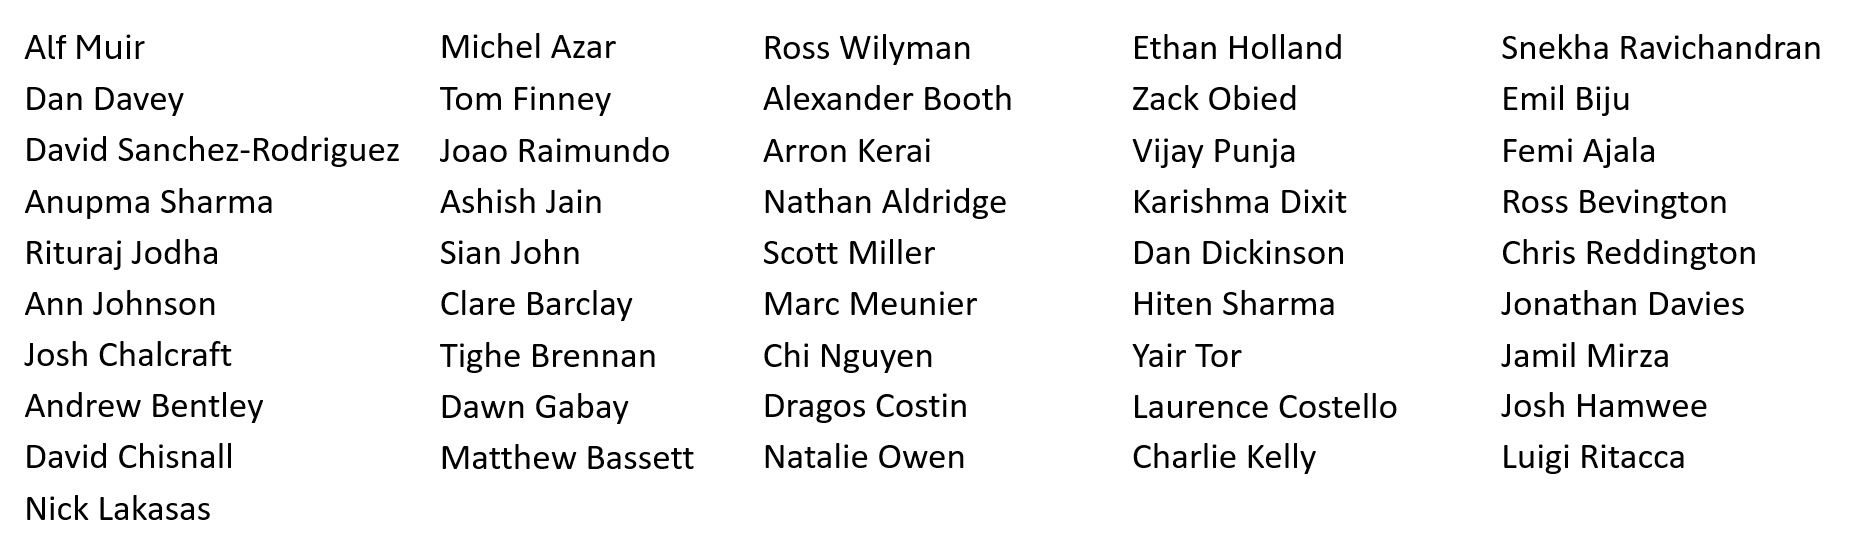 Alf Muir
Dan Davey
David Sanchez-Rodriguez
Anupma Sharma
Rituraj Jodha
Ann Johnson
Josh Chalcraft
Andrew Bentley
David Chisnall
Nick Lakasas
Michel Azar
Tom Finney
Joao Raimundo
Ashish Jain
Sian John
Clare Barclay
Tighe Brennan
Dawn Gabay
Matthew Bassett
Ross Wilyman
Alexander Booth
Arron Kerai
Nathan Aldridge
Scott Miller
Marc Meunier
Chi Nguyen
Dragos Costin
Natalie Owen
Ethan Holland
Zack Obied
Vijay Punja
Karishma Dixit
Dan Dickinson
Hiten Sharma
Yair Tor
Laurence Costello
Charlie Kelly
Snekha Ravichandran
Emil Biju
Femi Ajala
Ross Bevington
Chris Reddington
Jonathan Davies
Jamil Mirza
Josh Hamwee
Luigi Ritacca